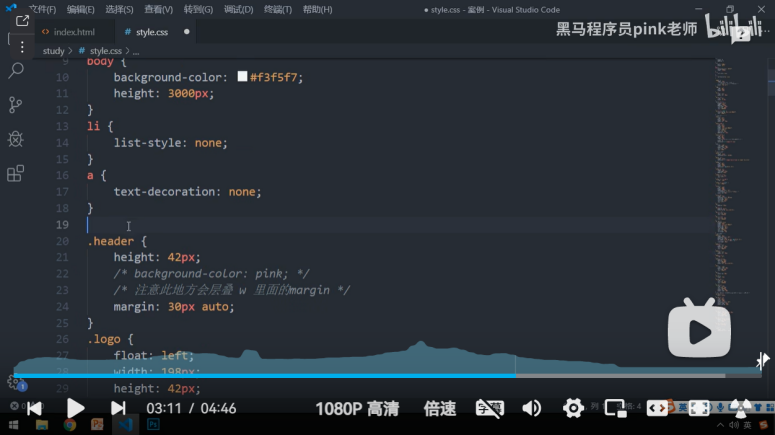 文件(F) 编辑(E) 选择(S) 查看(V) 转到(G) 调试(D) 终端(T) 帮助(H) ● style.css - 案例 - Visual Studio Code
<> index.html # style.css ●
黑马程序员pink老师 bilibili
study > # style.css > ...
9 body {
10 background-color: #f3f5f7;
11 height: 3000px;
12 }
13 li {
14 list-style: none;
15 }
16 a {
17 text-decoration: none;
18 }
19
20 .header {
21 height: 42px;
22 /* background-color: pink; */
23 /* 注意此地方会层叠 w 里面的margin */
24 margin: 30px auto;
25 }
26 .logo {
27 float: left;
28 width: 198px;
29 height: 42px;
1
03:11 / 04:46 1080P 高清 倍速 字幕
英
英